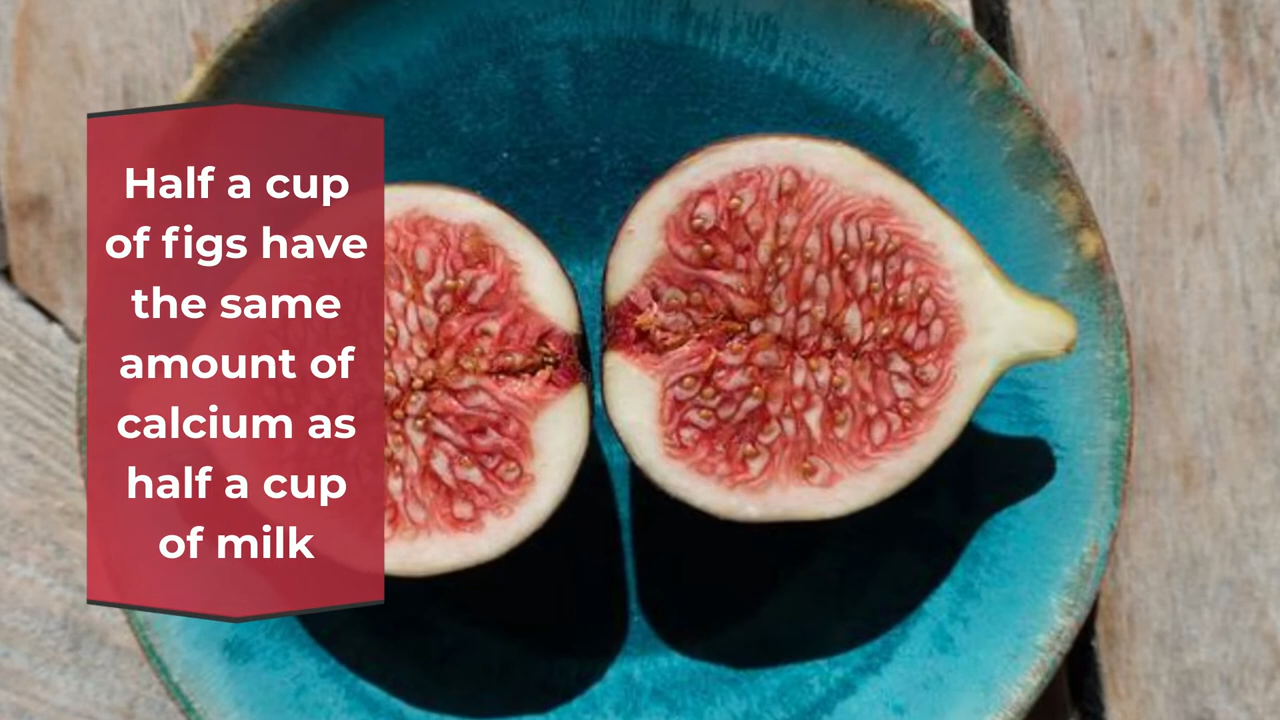 Half a cup
of figs have
the same
amount of
calcium as
half a cup
of milk